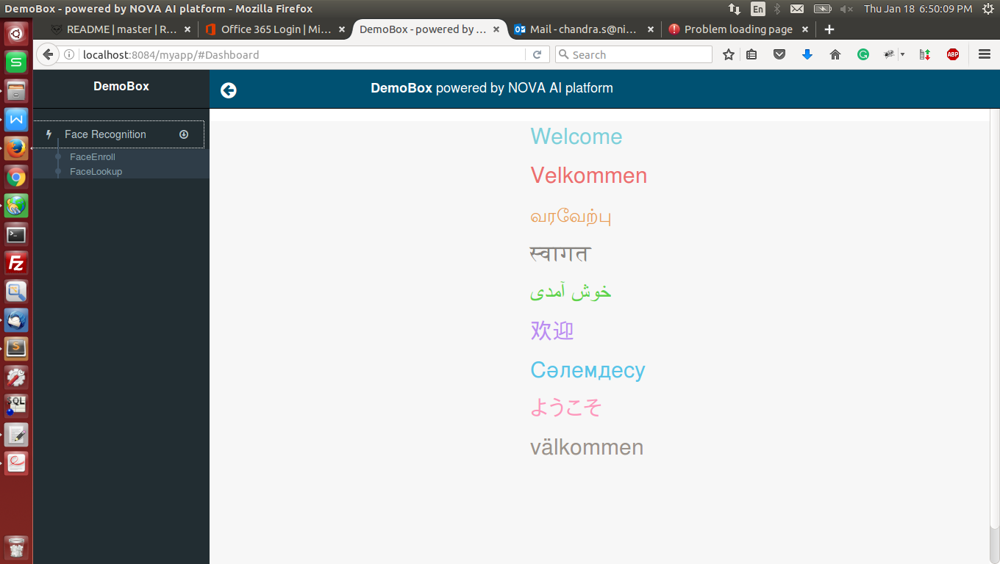 DemoBox - powered by NOVA AI platform - Mozilla Firefox
En
Thu Jan 18 6:50:09 PM
README | master | R...
Office 365 Login | Mi...
DemoBox - powered by ...
Mail - chandra.s@ni...
Problem loading page
localhost:8084/myapp/#Dashboard
Search
ABP
DemoBox
DemoBox powered by NOVA AI platform
Face Recognition
FaceEnroll
FaceLookup
Welcome
Velkommen
வரவேற்பு
स्वागत
خوش آمدی
欢迎
Сәлемдесу
ようこそ
välkommen